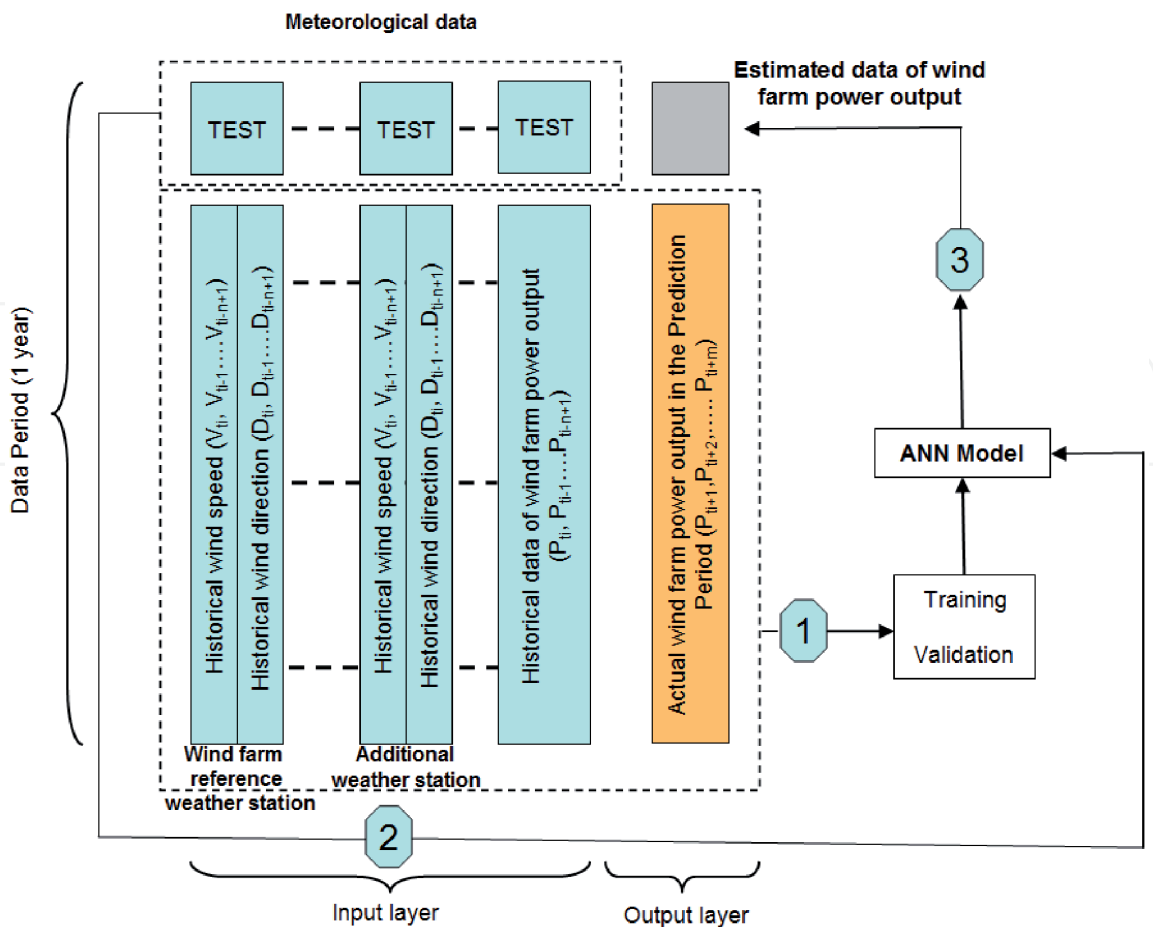 Meteorological data
TEST
TEST
TEST
Estimated data of wind
farm power output
Data Period (1 year)
Historical wind speed (Vti, Vti-1....Vti-n+1)
Historical wind direction (Dti, Dti-1....Dti-n+1)
Historical wind speed (Vti, Vti-1....Vti-n+1)
Historical wind direction (Dti, Dti-1....Dti-n+1)
Historical data of wind farm power output
(Pti, Pti-1....Pti-n+1)
Actual wind farm power output in the Prediction
Period (Pti+1,Pti+2,.... Pti+m)
3
ANN Model
1
Training
Validation
Wind farm
reference
weather station
Additional
weather station
2
Input layer
Output layer